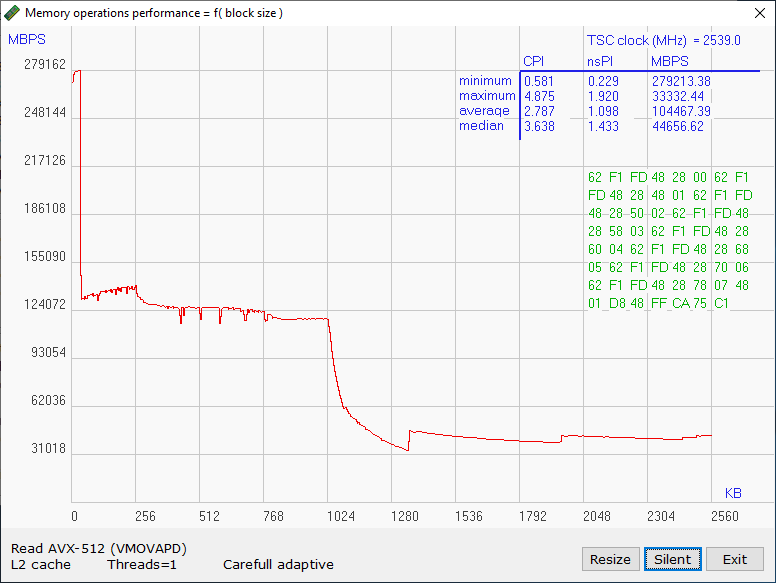 Memory operations performance = f( block size )
MBPS
TSC clock (MHz) = 2539.0
CPI nsPI MBPS
minimum 0.581 0.229 279213.38
maximum 4.875 1.920 33332.44
average 2.787 1.098 104467.39
median 3.638 1.433 44656.62
279162
248144
217126
186108
155090
124072
93054
62036
31018
62 F1 FD 48 28 00 62 F1
FD 48 28 48 01 62 F1 FD
48 28 50 02 62 F1 FD 48
28 58 03 62 F1 FD 48 28
60 04 62 F1 FD 48 28 68
05 62 F1 FD 48 28 70 06
62 F1 FD 48 28 78 07 48
01 D8 48 FF CA 75 C1
KB
0 256 512 768 1024 1280 1536 1792 2048 2304 2560
Read AVX-512 (VMOVAPD)
L2 cache Threads=1 Carefull adaptive
Resize Silent Exit